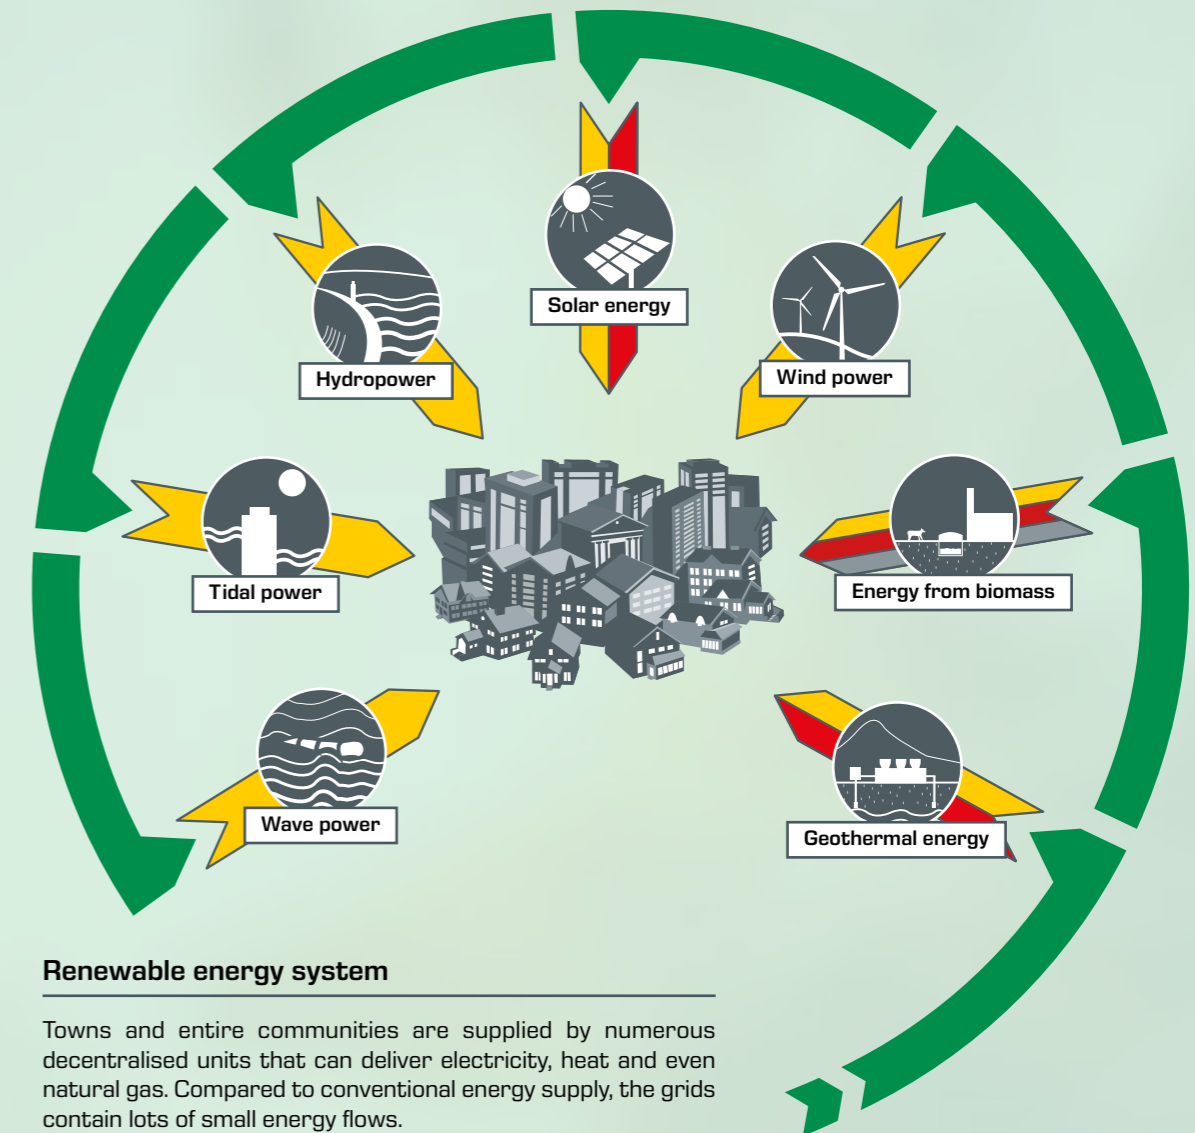 Solar energy
Hydropower
Wind power
Tidal power
Energy from biomass
Wave power
Geothermal energy
Renewable energy system
Towns and entire communities are supplied by numerous
decentralised units that can deliver electricity, heat and even
natural gas. Compared to conventional energy supply, the grids
contain lots of small energy flows.